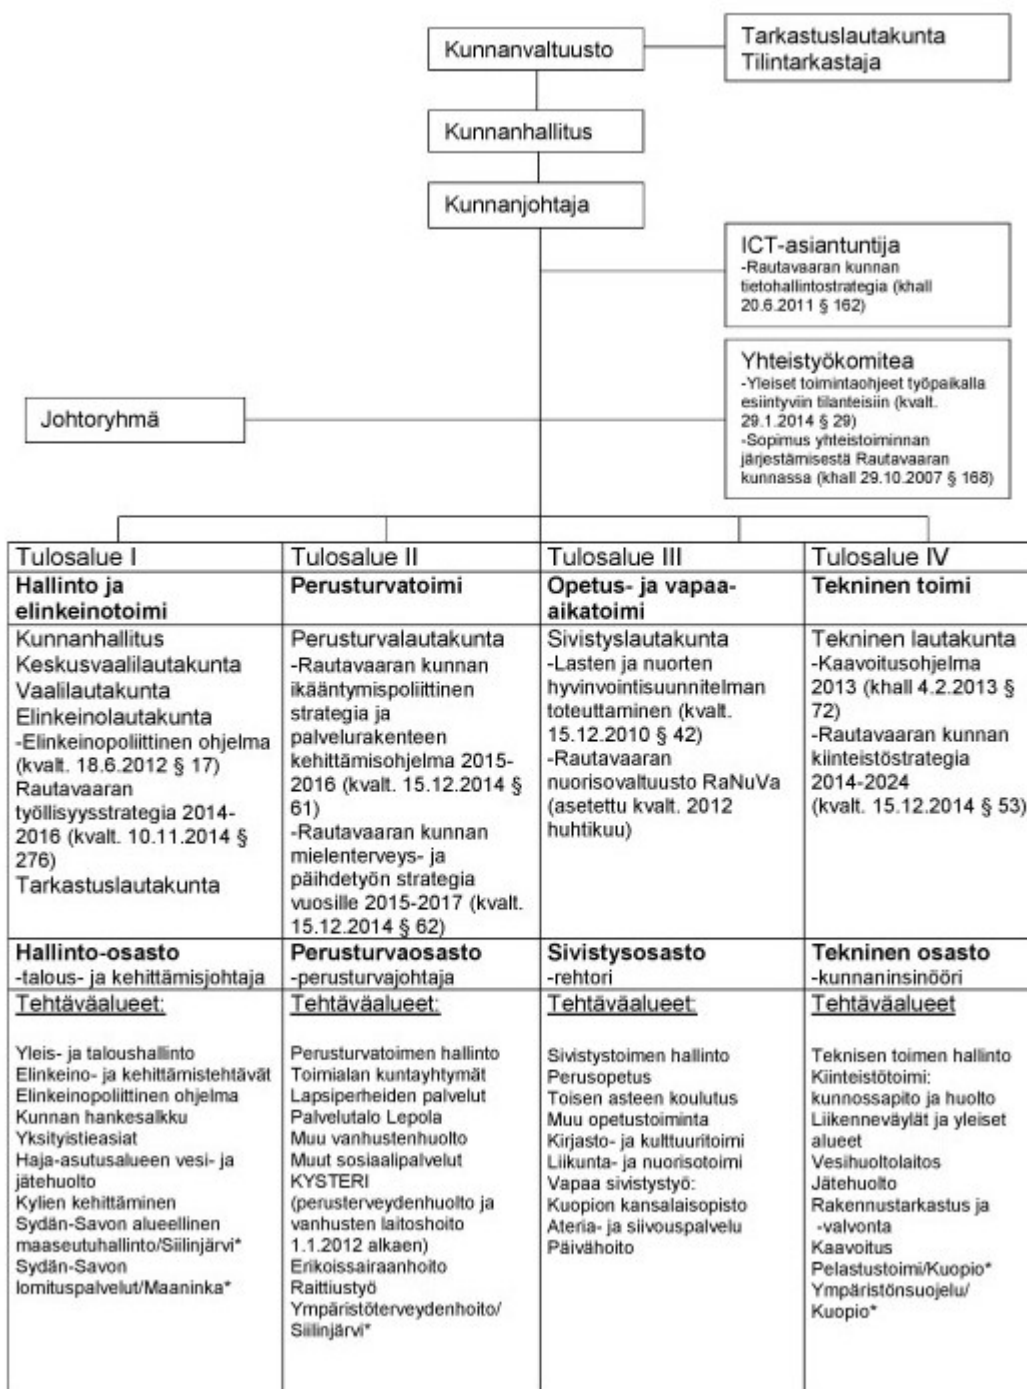 Kunnanvaltuusto
Tarkastuslautakunta
Tilintarkastaja
Kunnanhallitus
Kunnanjohtaja
ICT-asiantuntija
-Rautavaaran kunnan
tietohallintostrategia (khall
20.6.2011 § 162)
Yhteistyökomitea
-Yleiset toimintaohjeet työpaikalla
esiintyviin tilanteisiin (kvalt.
29.1.2014 § 29)
-Sopimus yhteistoiminnan
järjestämisestä Rautavaaran
kunnassa (khall 29.10.2007 § 168)
Johtoryhmä
Tulosalue I
Hallinto ja
elinkeinotoimi
Kunnanhallitus
Keskusvaalilautakunta
Vaalilautakunta
Elinkeinolautakunta
-Elinkeinopoliittinen ohjelma
(kvalt. 18.6.2012 § 17)
Rautavaaran
työllisyysstrategia 2014-
2016 (kvalt. 10.11.2014 §
276)
Tarkastuslautakunta
Hallinto-osasto
-talous- ja kehittämisjohtaja
Tehtäväalueet:
Yleis- ja taloushallinto
Elinkeino- ja kehittämistehtävät
Elinkeinopoliittinen ohjelma
Kunnan hankesalkku
Yksityistieasiat
Haja-asutusalueen vesi- ja
jätehuolto
Kylien kehittäminen
Sydän-Savon alueellinen
maaseutuhallinto/Siilinjärvi*
Sydän-Savon
lomituspalvelut/Maaninka*
Tulosalue II
Perusturvatoimi
Perusturvalautakunta
-Rautavaaran kunnan
ikääntymispoliittinen
strategia ja
palvelurakenteen
kehittämisohjelma 2015-
2016 (kvalt. 15.12.2014 §
61)
-Rautavaaran kunnan
mielenterveys- ja
päihdetyön strategia
vuosille 2015-2017 (kvalt.
15.12.2014 § 62)
Perusturvaosasto
-perusturvajohtaja
Tehtäväalueet:
Perusturvatoimen hallinto
Toimialan kuntayhtymät
Lapsiperheiden palvelut
Palvelutalo Lepola
Muu vanhustenhuolto
Muut sosiaalipalvelut
KYSTERI
(perusterveydenhuolto ja
vanhusten laitoshoito
1.1.2012 alkaen)
Erikoissairaanhoito
Raittiustyö
Ympäristöterveydenhoito/
Siilinjärvi*
Tulosalue III
Opetus- ja vapaa-
aikatoimi
Sivistyslautakunta
-Lasten ja nuorten
hyvinvointisuunnitelman
toteuttaminen (kvalt.
15.12.2010 § 42)
-Rautavaaran
nuorisovaltuusto RaNuVa
(asetettu kvalt. 2012
huhtikuu)
Sivistysosasto
-rehtori
Tehtäväalueet:
Sivistystoimen hallinto
Perusopetus
Toisen asteen koulutus
Muu opetustoiminta
Kirjasto- ja kulttuuritoimi
Liikunta- ja nuorisotoimi
Vapaa sivistystyö:
Kuopion kansalaisopisto
Ateria- ja siivouspalvelu
Päivähoito
Tulosalue IV
Tekninen toimi
Tekninen lautakunta
-Kaavoitusohjelma
2013 (khall 4.2.2013 §
72)
-Rautavaaran kunnan
kiinteistöstrategia
2014-2024
(kvalt. 15.12.2014 § 53)
Tekninen osasto
-kunnaninsinööri
Tehtäväalueet
Teknisen toimen hallinto
Kiinteistötoimi:
kunnossapito ja huolto
Liikenneväylät ja yleiset
alueet
Vesihuoltolaitos
Jätehuolto
Rakennustarkastus ja
-valvonta
Kaavoitus
Pelastustoimi/Kuopio*
Ympäristönsuojelu/
Kuopio*